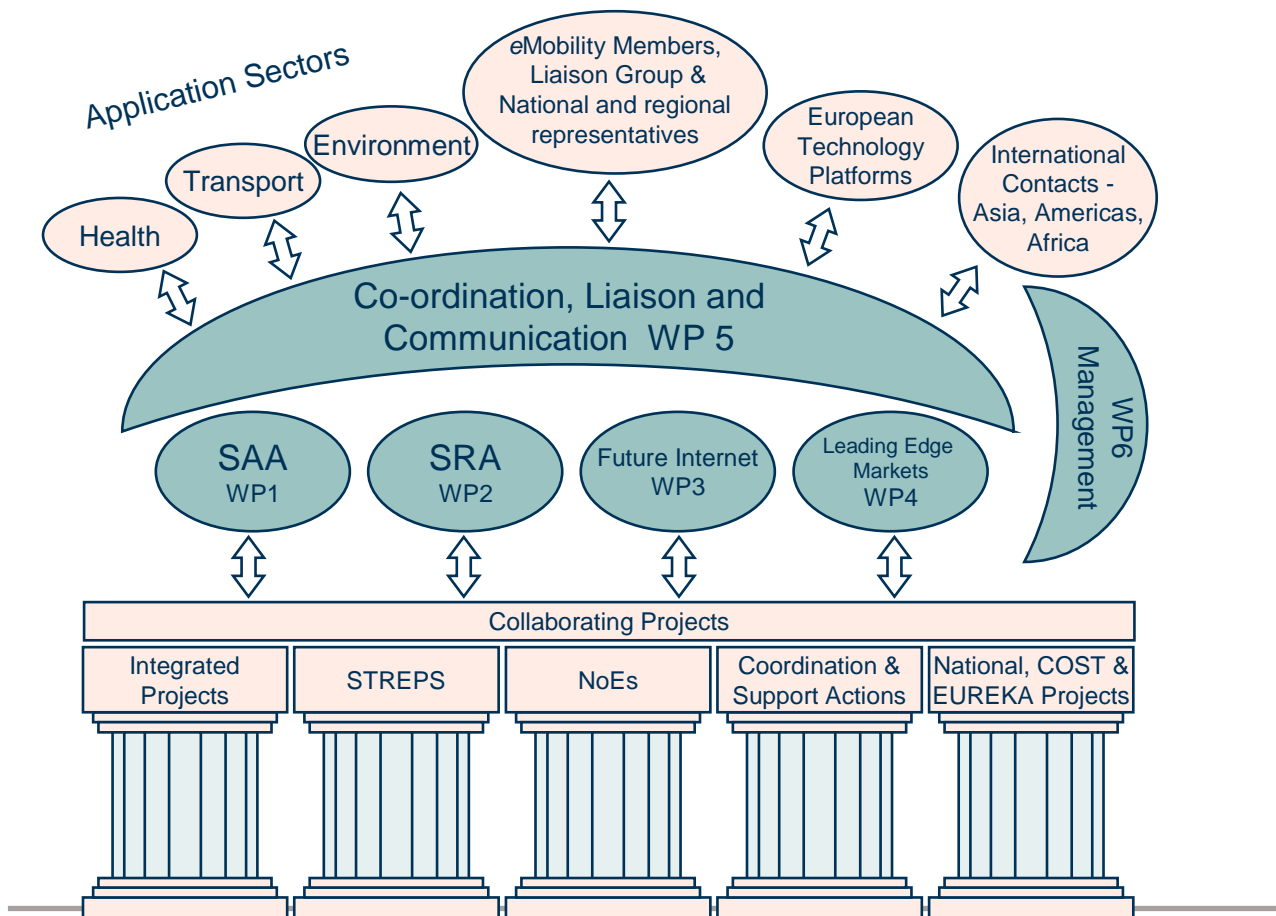 Application Sectors
eMobility Members,
Liaison Group &
National and regional
representatives
Environment
European
Technology
Platforms
Transport
International
Contacts -
Asia, Americas,
Africa
Health
Co-ordination, Liaison and
Communication WP 5
WP6
Management
SAA
WP1
SRA
WP2
Future Internet
WP3
Leading Edge
Markets
WP4
Collaborating Projects
Integrated
Projects
STREPS
NoEs
Coordination &
Support Actions
National, COST &
EUREKA Projects